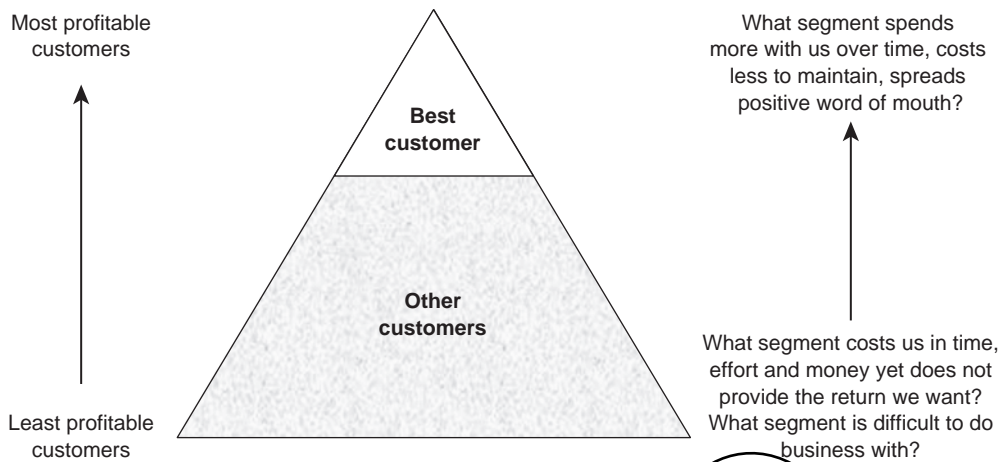 Most profitable
customers
What segment spends
more with us over time, costs
less to maintain, spreads
positive word of mouth?
Best
customer
Other
customers
What segment costs us in time,
effort and money yet does not
provide the return we want?
What segment is difficult to do
business with?
Least profitable
customers